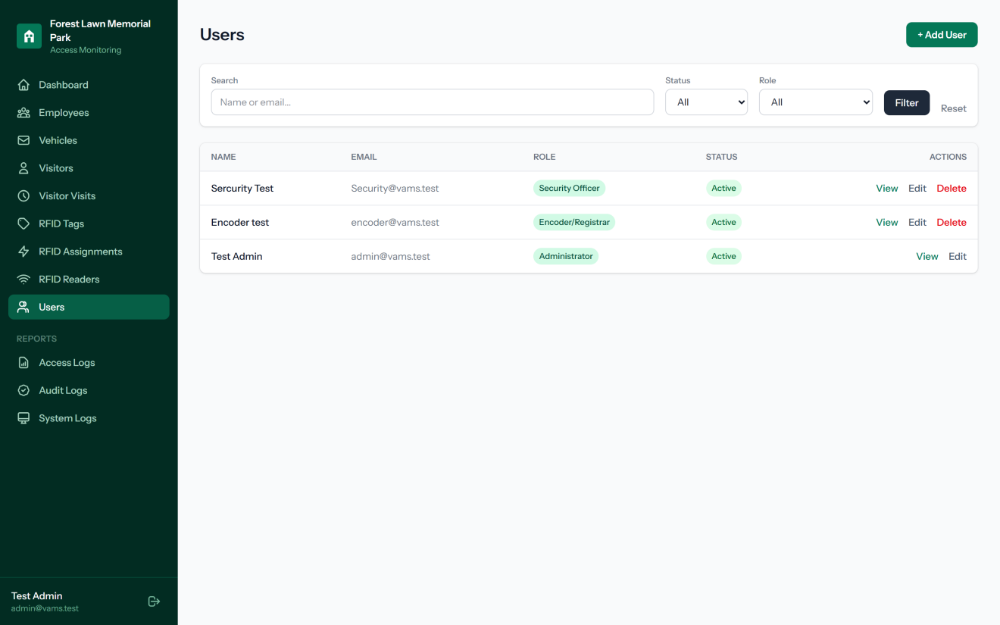 Forest Lawn Memorial
Park
Access Monitoring
Dashboard
Employees
Vehicles
Visitors
Visitor Visits
RFID Tags
RFID Assignments
RFID Readers
Users
REPORTS
Access Logs
Audit Logs
System Logs
Test Admin
admin@vams.test
Users
+ Add User
Search
Name or email...
Status
All
Role
All
Filter
Reset
NAME EMAIL ROLE STATUS ACTIONS
Sercurity Test Security@vams.test Security Officer Active View Edit Delete
Encoder test encoder@vams.test Encoder/Registrar Active View Edit Delete
Test Admin admin@vams.test Administrator Active View Edit